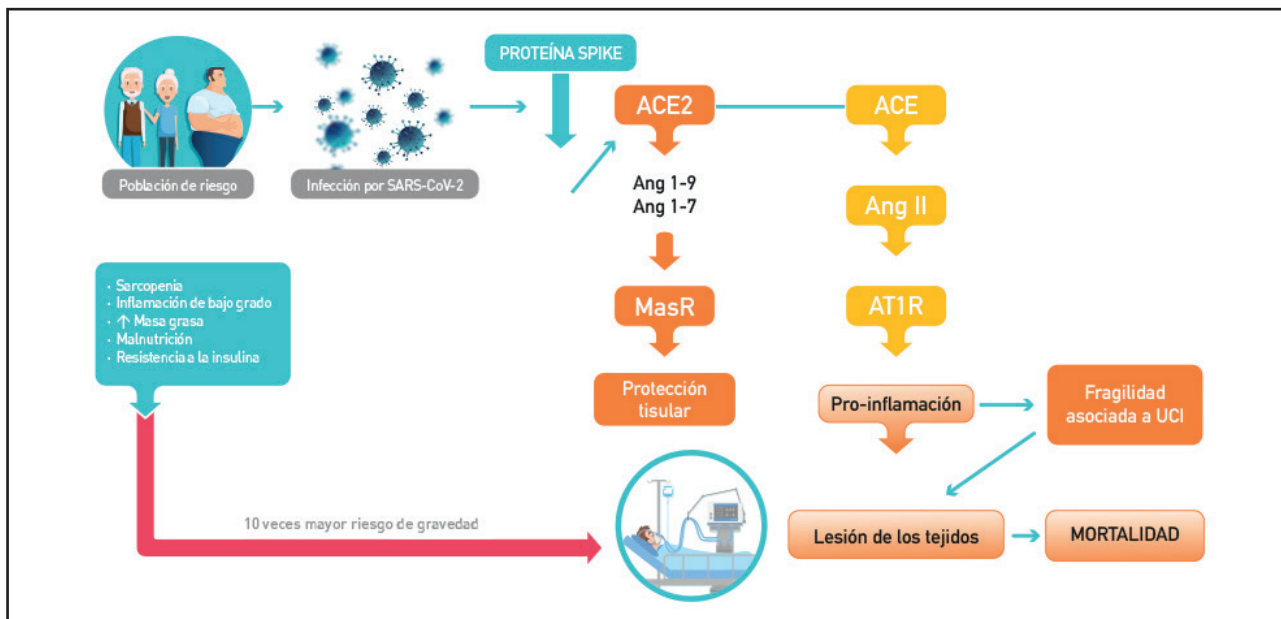 PROTEÍNA SPIKE
ACE2
ACE
Población de riesgo
Infección por SARS-CoV-2
Ang 1-9
Ang 1-7
Ang II
· Sarcopenia
· Inflamación de bajo grado
· ↑ Masa grasa
· Malnutrición
· Resistencia a la insulina
MasR
AT1R
Protección
tisular
Pro-inflamación
Fragilidad
asociada a UCI
10 veces mayor riesgo de gravedad
Lesión de los tejidos
MORTALIDAD